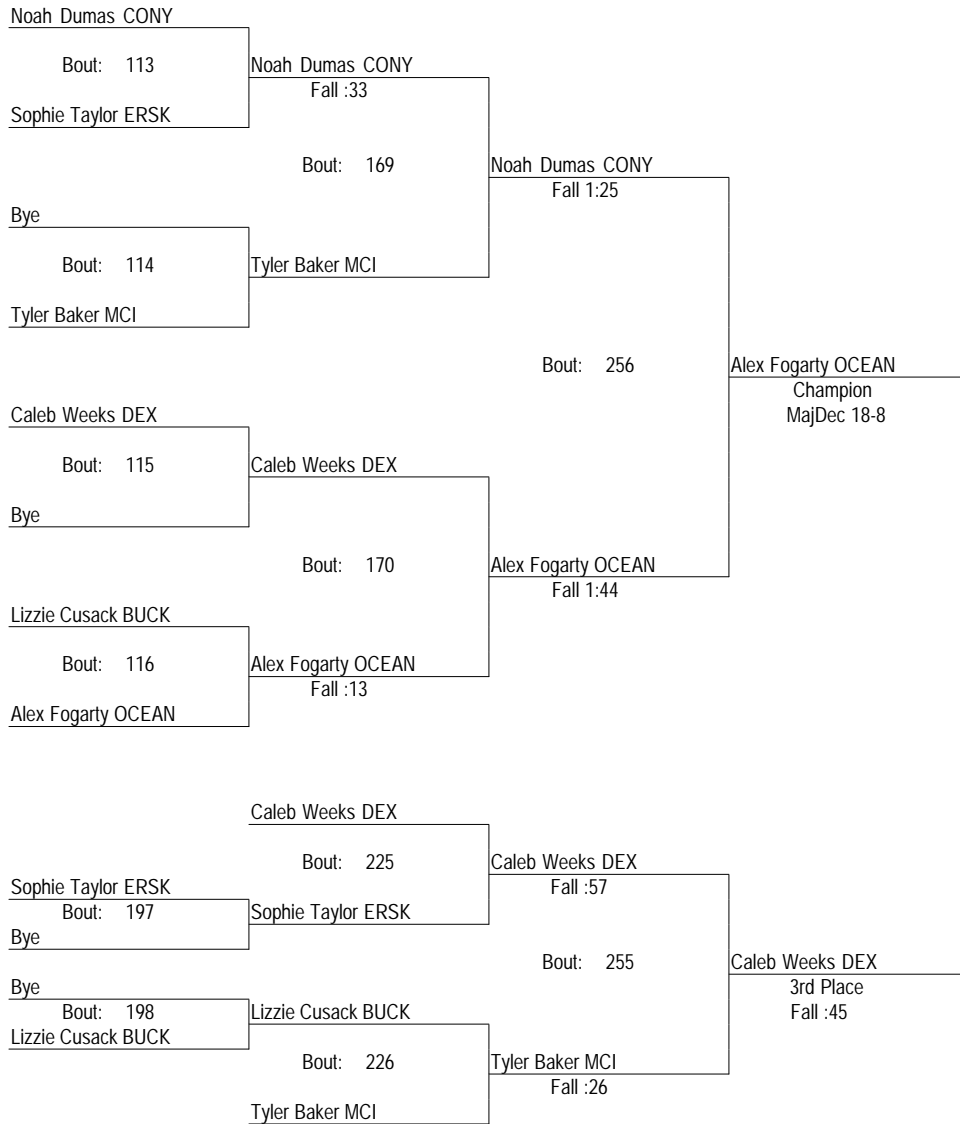 Noah Dumas CONY
Bout: 113
Noah Dumas CONY
Fall :33
Sophie Taylor ERSK
Bout: 169
Noah Dumas CONY
Fall 1:25
Bye
Bout: 114
Tyler Baker MCI
Tyler Baker MCI
Bout: 256
Alex Fogarty OCEAN
Champion
MajDec 18-8
Caleb Weeks DEX
Bout: 115
Caleb Weeks DEX
Bye
Bout: 170
Alex Fogarty OCEAN
Fall 1:44
Lizzie Cusack BUCK
Bout: 116
Alex Fogarty OCEAN
Fall :13
Alex Fogarty OCEAN
Caleb Weeks DEX
Bout: 225
Caleb Weeks DEX
Fall :57
Sophie Taylor ERSK
Bout: 197
Sophie Taylor ERSK
Bye
Bout: 255
Caleb Weeks DEX
3rd Place
Fall :45
Bye
Bout: 198
Lizzie Cusack BUCK
Lizzie Cusack BUCK
Bout: 226
Tyler Baker MCI
Fall :26
Tyler Baker MCI